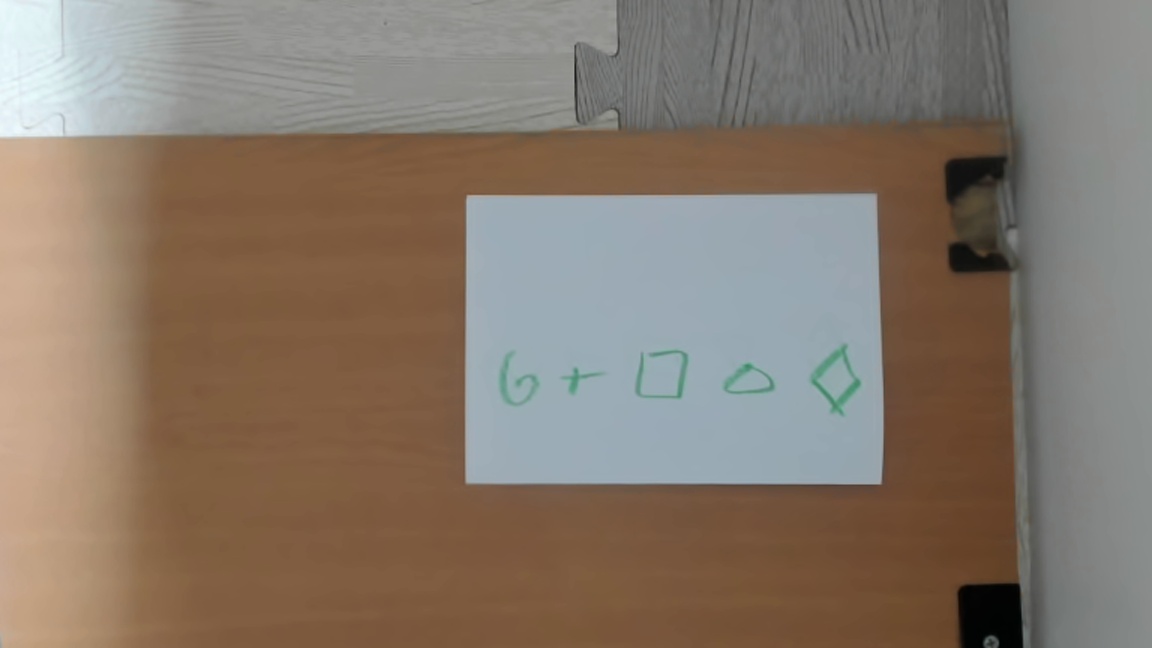 6 + □ △ ◇